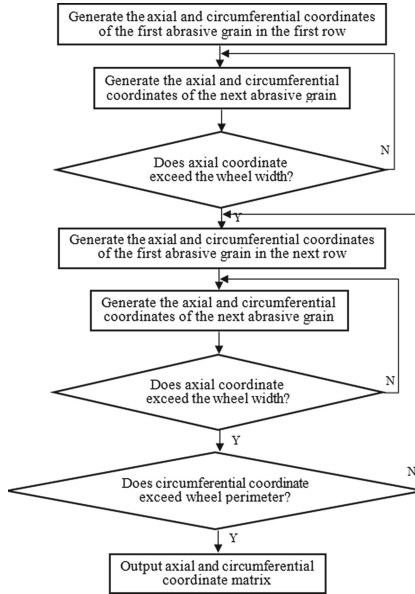 Generate the axial and circumferential coordinates
of the first abrasive grain in the first row
Generate the axial and circumferential
coordinates of the next abrasive grain
N
Does axial coordinate
exceed the wheel width?
Y
Generate the axial and circumferential coordinates
of the first abrasive grain in the next row
Generate the axial and circumferential
coordinates of the next abrasive grain
N
Does axial coordinate
exceed the wheel width?
Y
N
Does circumferential coordinate
exceed wheel perimeter?
Y
Output axial and circumferential
coordinate matrix